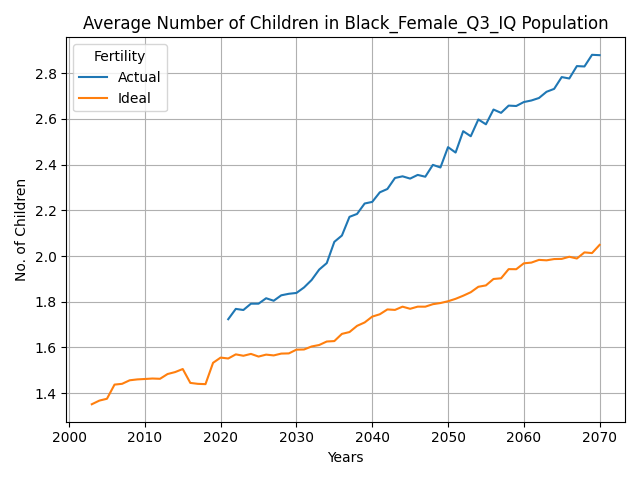 Average Number of Children in Black_Female_Q3_IQ Population
Fertility
Actual
Ideal
No. of Children
2.8
2.6
2.4
2.2
2.0
1.8
1.6
1.4
2000 2010 2020 2030 2040 2050 2060 2070
Years